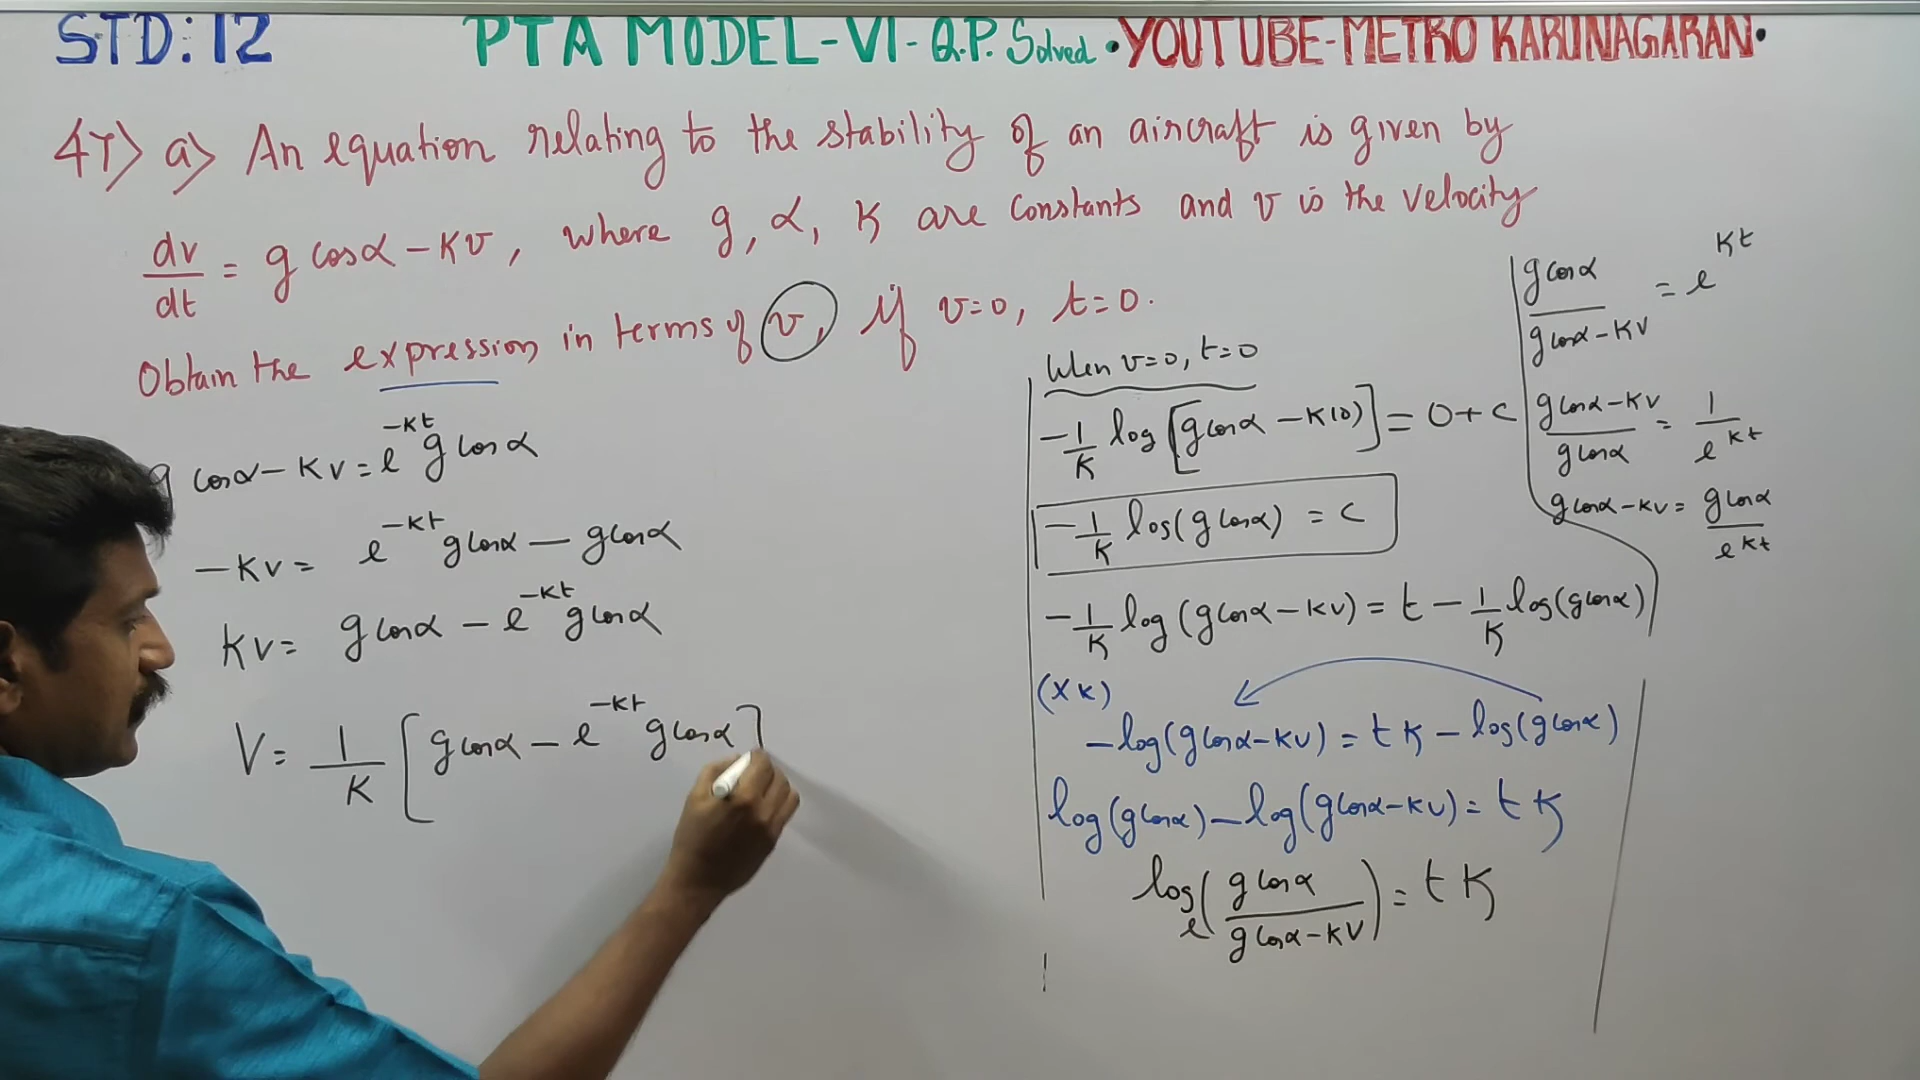 STD: 12 PTA MODEL-VI-Q.P. Solved • YOUTUBE-METRO KARUNAGARAN•
47) a) An equation relating to the stability of an aircraft is given by
dv/dt = g cosα - Kv, where g, α, K are constants and v is the velocity
Obtain the expression in terms of v, if v=0, t=0.
g cosα - Kv = e^-Kt g cosα
-Kv = e^-Kt g cosα - g cosα
Kv = g cosα - e^-Kt g cosα
V = 1/K [g cosα - e^-Kt g cosα]
When v=0, t=0
-1/K log [g cosα - K(0)] = 0 + c
-1/K log(g cosα) = c
-1/K log(g cosα - Kv) = t - 1/K log(g cosα)
(x K)
-log(g cosα - Kv) = tK - log(g cosα)
log(g cosα) - log(g cosα - Kv) = tK
log_e(g cosα / g cosα - KV) = tK
g cosα / g cosα - KV = e^Kt
g cosα - KV / g cosα = 1/e^Kt
g cosα - KV = g cosα / e^Kt